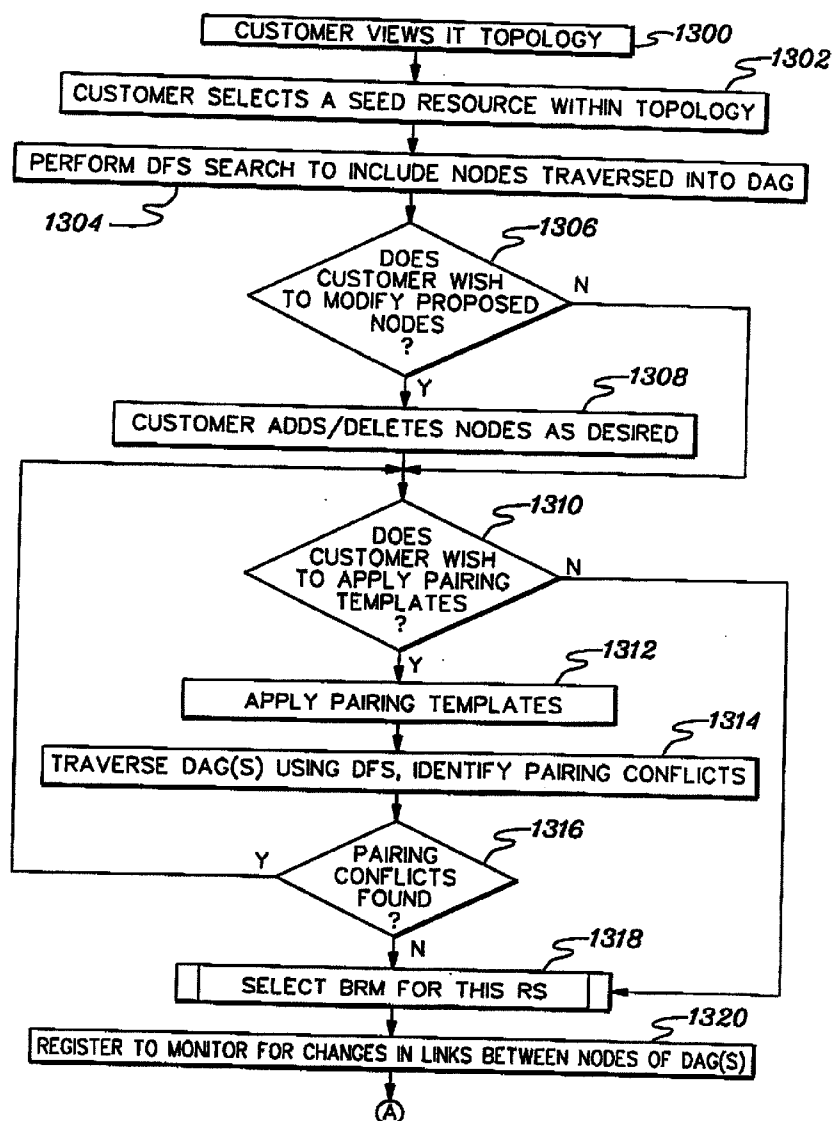 CUSTOMER VIEWS IT TOPOLOGY
1300
1302
CUSTOMER SELECTS A SEED RESOURCE WITHIN TOPOLOGY
PERFORM DFS SEARCH TO INCLUDE NODES TRAVERSED INTO DAG
1304
1306
DOES
CUSTOMER WISH
TO MODIFY PROPOSED
NODES
?
N
Y
1308
CUSTOMER ADDS/DELETES NODES AS DESIRED
1310
DOES
CUSTOMER WISH
TO APPLY PAIRING
TEMPLATES
?
N
Y
1312
APPLY PAIRING TEMPLATES
1314
TRAVERSE DAG(S) USING DFS, IDENTIFY PAIRING CONFLICTS
1316
Y
PAIRING
CONFLICTS
FOUND
?
N
1318
SELECT BRM FOR THIS RS
1320
REGISTER TO MONITOR FOR CHANGES IN LINKS BETWEEN NODES OF DAG(S)
A